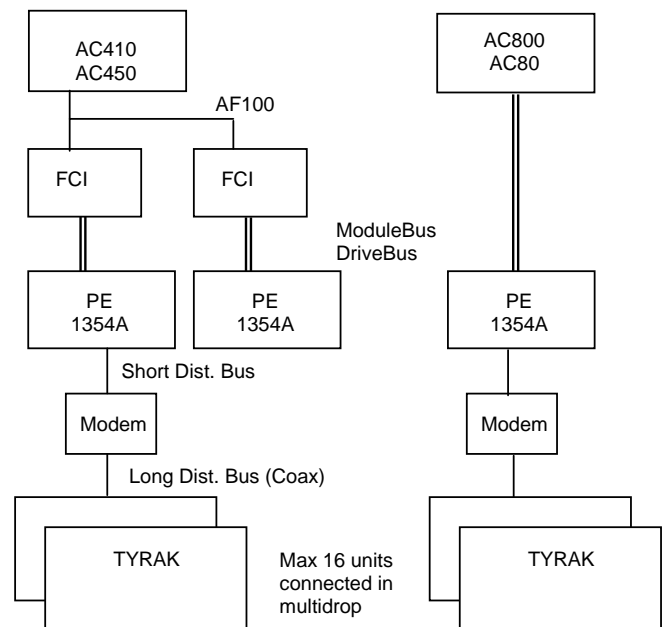 AC410
AC450
AC800
AC80
AF100
FCI
FCI
ModuleBus
DriveBus
PE
1354A
PE
1354A
PE
1354A
Short Dist. Bus
Modem
Modem
Long Dist. Bus (Coax)
TYRAK
Max 16 units
connected in
multidrop
TYRAK